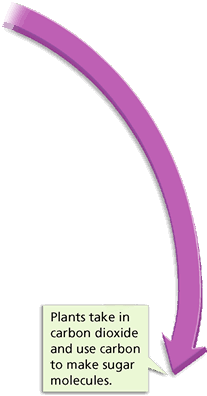 Plants take in
carbon dioxide
and use carbon
to make sugar
molecules.